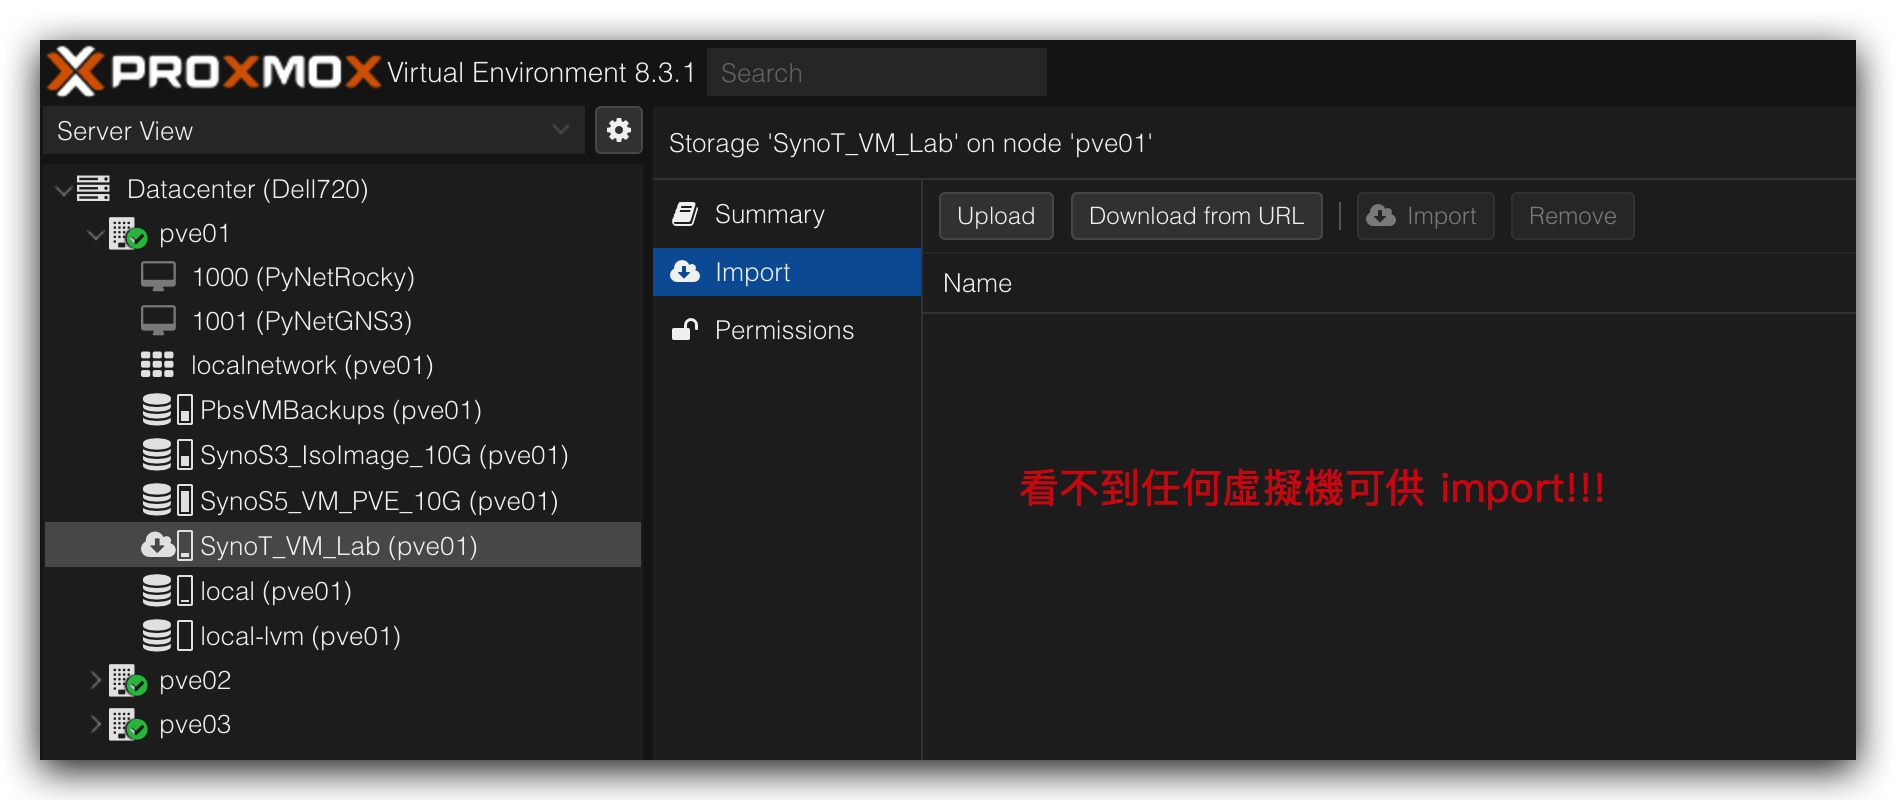 PROXMOX Virtual Environment 8.3.1 Search
Server View
Datacenter (Dell720)
pve01
1000 (PyNetRocky)
1001 (PyNetGNS3)
localnetwork (pve01)
PbsVMBackups (pve01)
SynoS3_IsoImage_10G (pve01)
SynoS5_VM_PVE_10G (pve01)
SynoT_VM_Lab (pve01)
local (pve01)
local-lvm (pve01)
pve02
pve03
Storage 'SynoT_VM_Lab' on node 'pve01'
Summary
Import
Permissions
Upload Download from URL Import Remove
Name
看不到任何虛擬機可供 import!!!